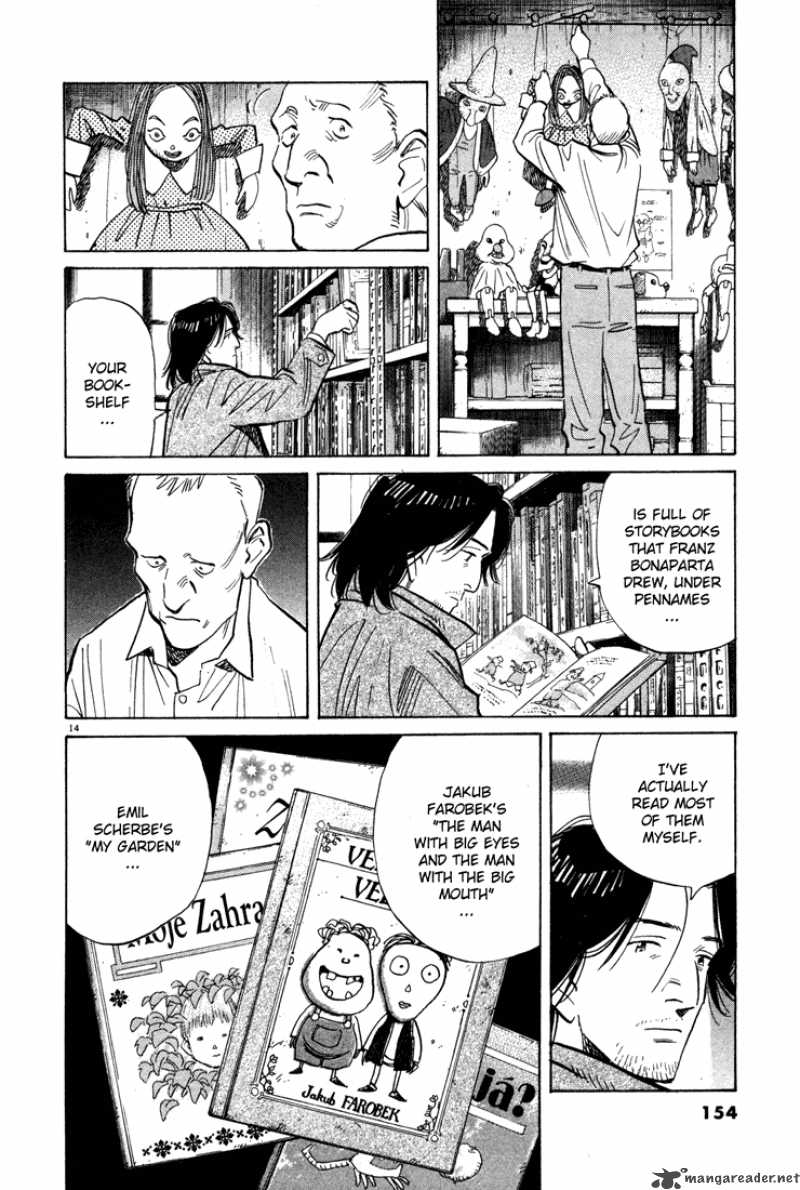 YOUR
BOOK-
SHELF
...
IS FULL OF
STORYBOOKS
THAT FRANZ
BONAPARTA
DREW, UNDER
PENNAMES
...
14
I'VE
ACTUALLY
READ MOST
OF THEM
MYSELF.
JAKUB
FAROBEK'S
"THE MAN
WITH BIG EYES
AND THE MAN
WITH THE BIG
MOUTH"
...
EMIL
SCHERBE'S
"MY GARDEN"
...
Z
VE
VE
Moje Zahra
Jakub FAROBEK
já?
154
mangareader.net